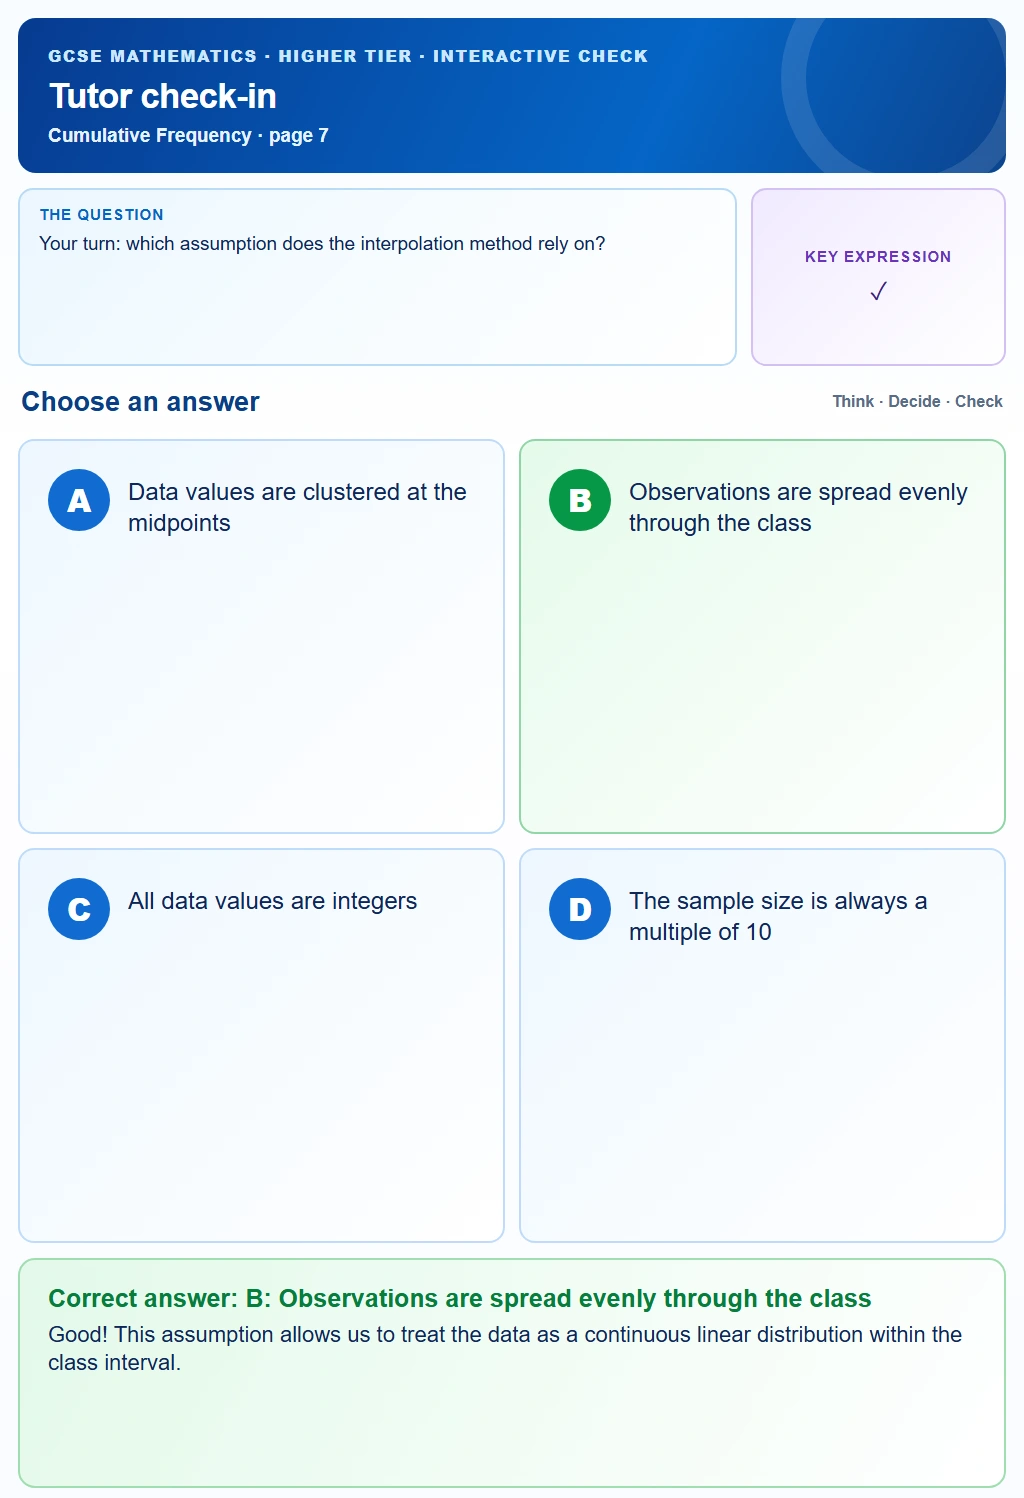 GCSE MATHEMATICS · HIGHER TIER · INTERACTIVE CHECK
Tutor check-in
Cumulative Frequency · page 7
THE QUESTION
Your turn: which assumption does the interpolation method rely on?
KEY EXPRESSION
✓
Choose an answer
Think · Decide · Check
A
Data values are clustered at the
midpoints
B
Observations are spread evenly
through the class
C
All data values are integers
D
The sample size is always a
multiple of 10
Correct answer: B: Observations are spread evenly through the class
Good! This assumption allows us to treat the data as a continuous linear distribution within the
class interval.